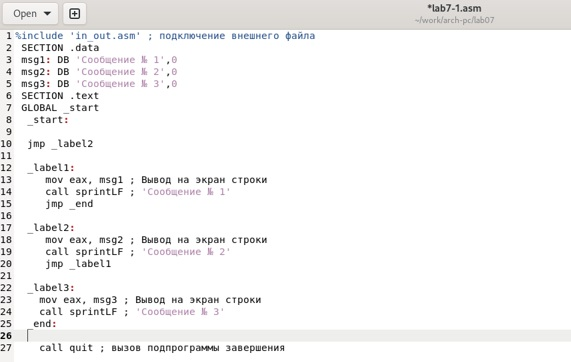 Open
*lab7-1.asm
~/work/arch-pc/lab07
1 %include 'in_out.asm' ; подключение внешнего файла
2 SECTION .data
3 msg1: DB 'Сообщение № 1',0
4 msg2: DB 'Сообщение № 2',0
5 msg3: DB 'Сообщение № 3',0
6 SECTION .text
7 GLOBAL _start
8 _start:
9
10 jmp _label2
11
12 _label1:
13 mov eax, msg1 ; Вывод на экран строки
14 call sprintLF ; 'Сообщение № 1'
15 jmp _end
16
17 _label2:
18 mov eax, msg2 ; Вывод на экран строки
19 call sprintLF ; 'Сообщение № 2'
20 jmp _label1
21
22 _label3:
23 mov eax, msg3 ; Вывод на экран строки
24 call sprintLF ; 'Сообщение № 3'
25 _end:
26
27 call quit ; вызов подпрограммы завершения